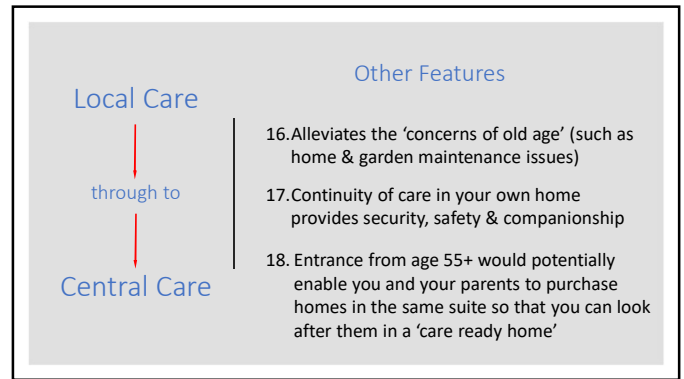 Local Care
through to
Central Care
Other Features
16.Alleviates the ‘concerns of old age’ (such as
home & garden maintenance issues)
17.Continuity of care in your own home
provides security, safety & companionship
18. Entrance from age 55+ would potentially
enable you and your parents to purchase
homes in the same suite so that you can look
after them in a ‘care ready home’